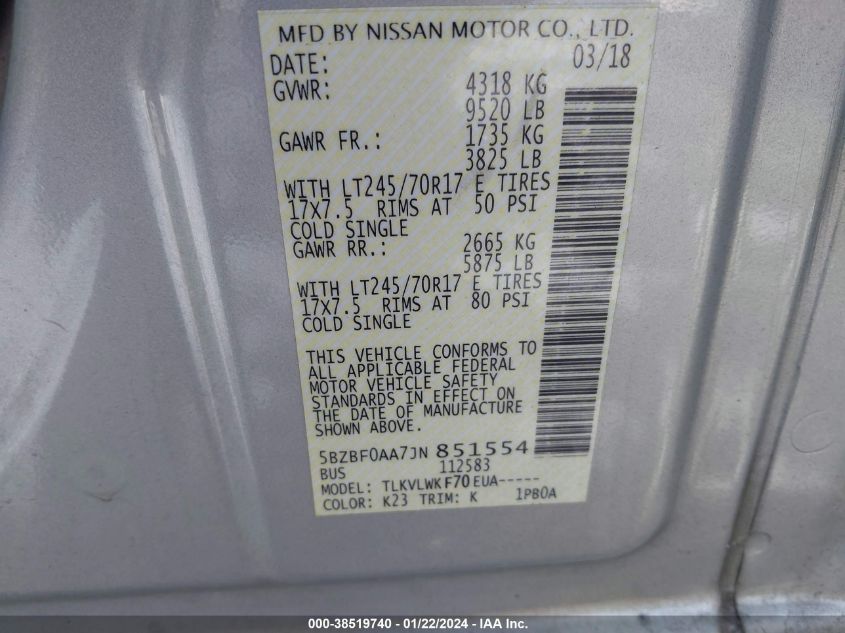 MFD BY NISSAN MOTOR CO., LTD.
DATE: 03/18
GVWR: 4318 KG
9520 LB
GAWR FR.: 1735 KG
3825 LB
WITH LT245/70R17 E TIRES
17X7.5 RIMS AT 50 PSI
COLD SINGLE
GAWR RR.: 2665 KG
5875 LB
WITH LT245/70R17 E TIRES
17X7.5 RIMS AT 80 PSI
COLD SINGLE
THIS VEHICLE CONFORMS TO
ALL APPLICABLE FEDERAL
MOTOR VEHICLE SAFETY
STANDARDS IN EFFECT ON
THE DATE OF MANUFACTURE
SHOWN ABOVE.
5BZBF0AA7JN 851554
BUS 112583
MODEL: TLKVLWKF70EUA-----
COLOR: K23 TRIM: K 1PB0A
000-38519740 - 01/22/2024 - IAA Inc.